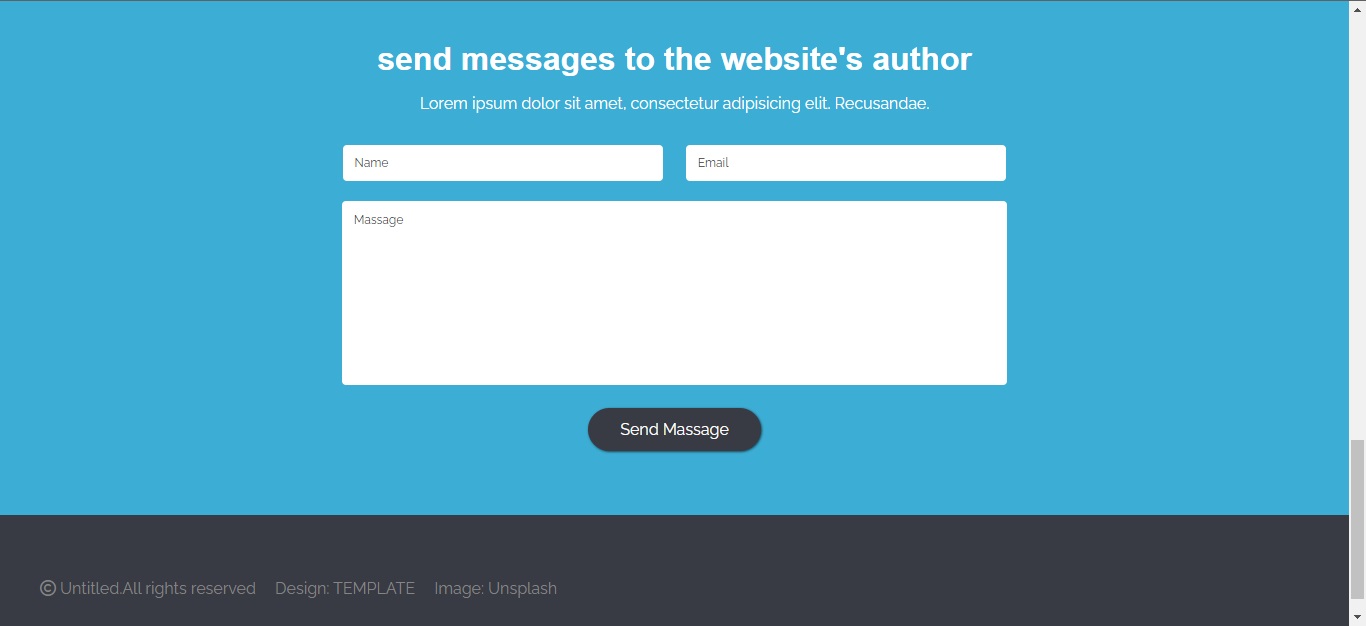 send messages to the website's author
Lorem ipsum dolor sit amet, consectetur adipisicing elit. Recusandae.
Name Email
Massage
Send Massage
© Untitled.All rights reserved Design: TEMPLATE Image: Unsplash